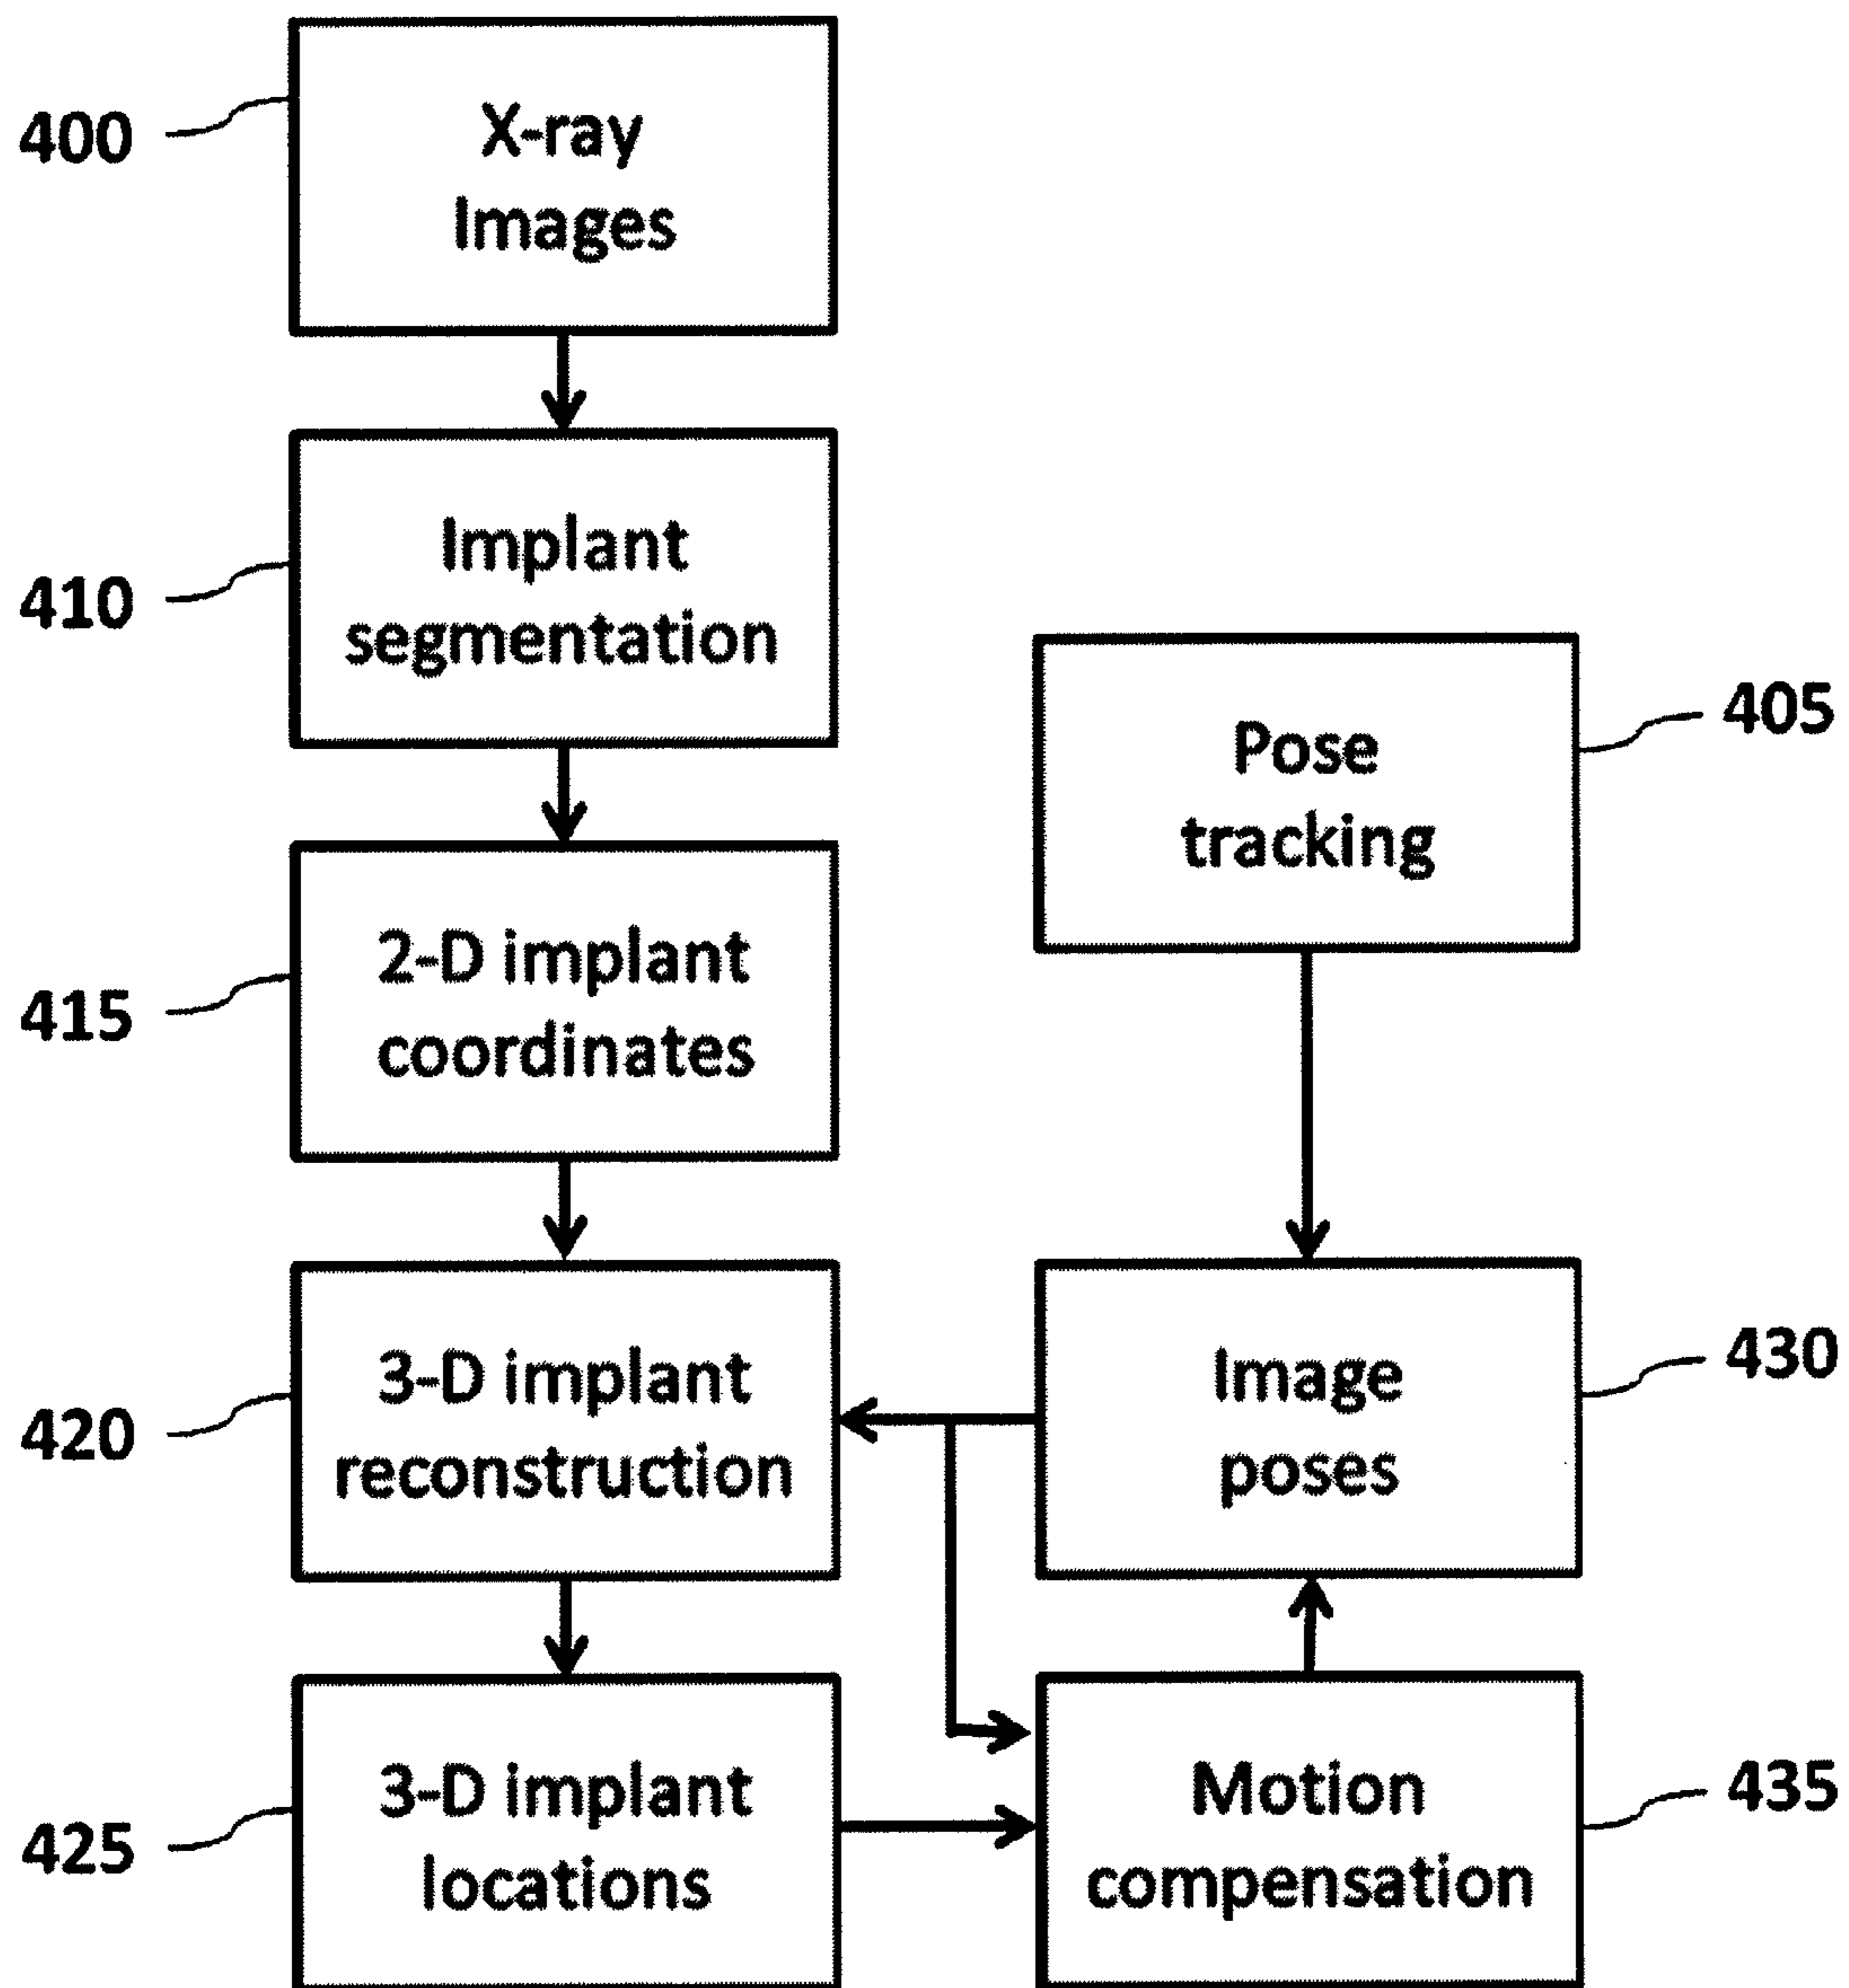 400
X-ray
Images
410
Implant
segmentation
405
Pose
tracking
415
2-D implant
coordinates
420
3-D implant
reconstruction
Image
poses
430
425
3-D implant
locations
Motion
compensation
435